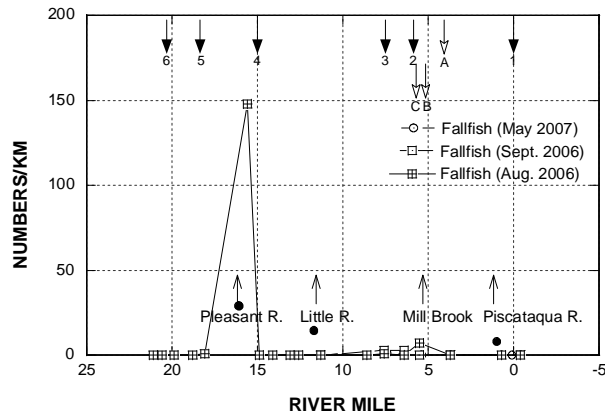 200
6 5 4 3 2 A 1
C B
150
Fallfish (May 2007)
Fallfish (Sept. 2006)
Fallfish (Aug. 2006)
100
NUMBERS/KM
50
Pleasant R. Little R. Mill Brook Piscataqua R.
0
25 20 15 10 5 0 -5
RIVER MILE